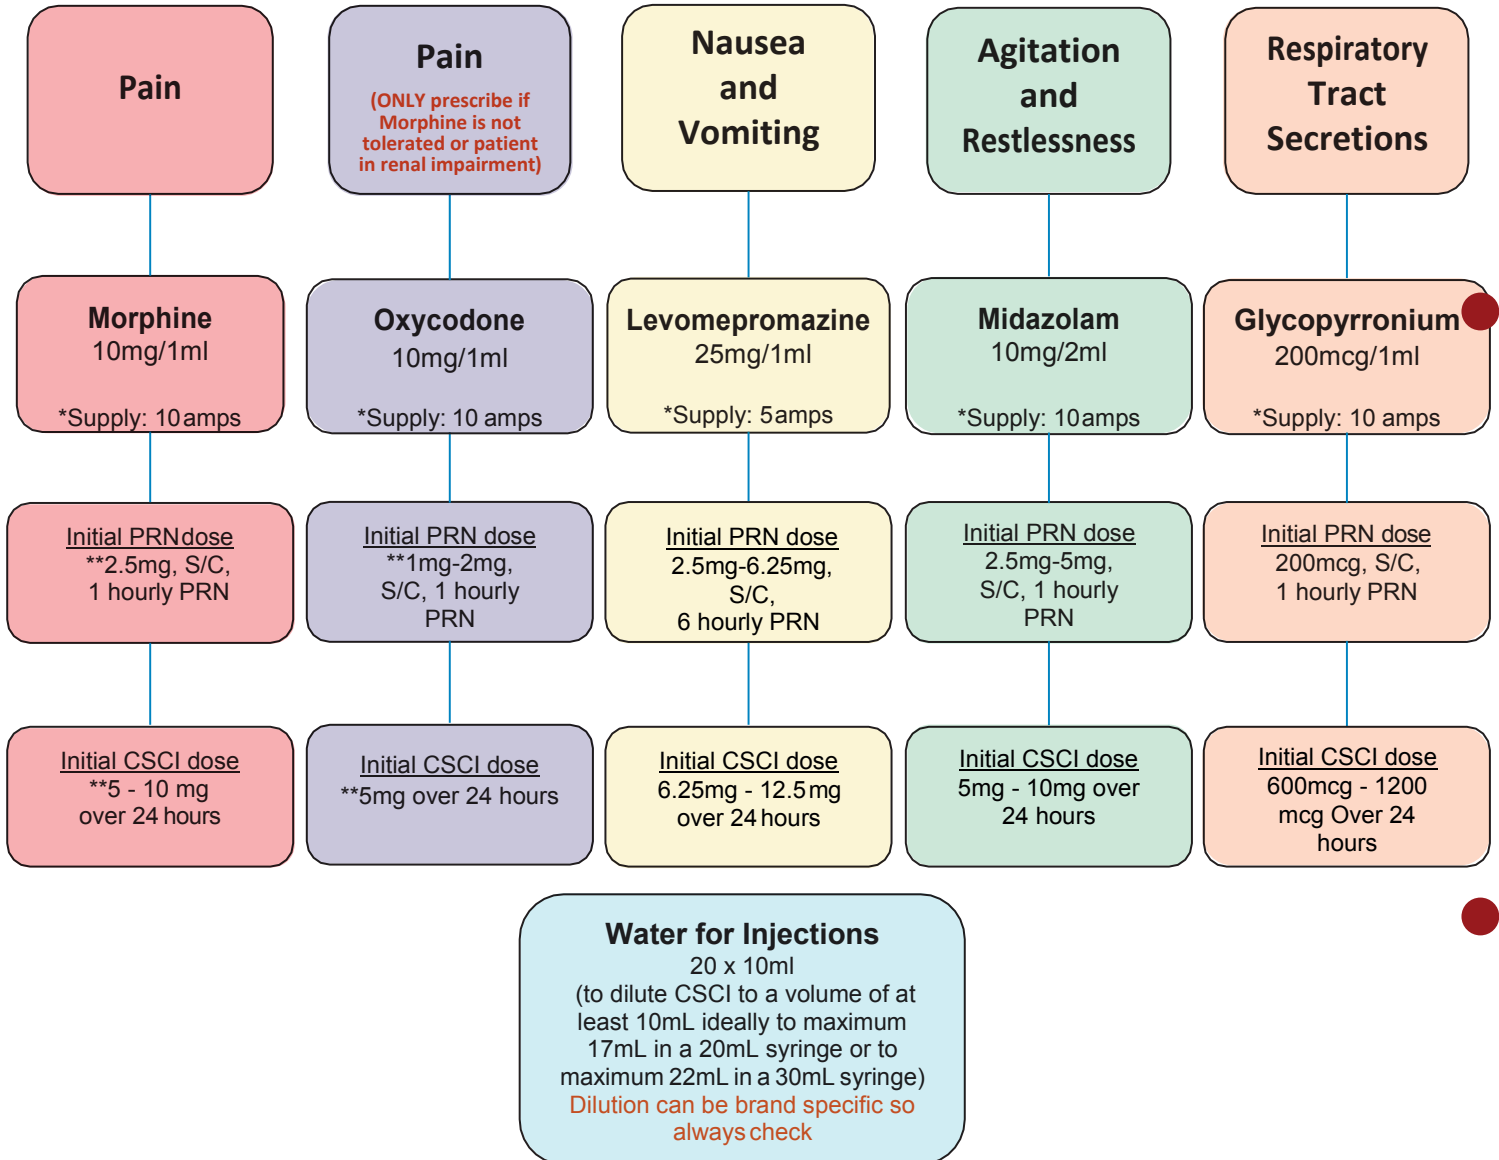 Pain
Pain
(ONLY prescribe if
Morphine is not
tolerated or patient
in renal impairment)
Nausea
and
Vomiting
Agitation
and
Restlessness
Respiratory
Tract
Secretions
Morphine
10mg/1ml
*Supply: 10 amps
Oxycodone
10mg/1ml
*Supply: 10 amps
Levomepromazine
25mg/1ml
*Supply: 5 amps
Midazolam
10mg/2ml
*Supply: 10 amps
Glycopyrronium
200mcg/1ml
*Supply: 10 amps
Initial PRN dose
**2.5mg, S/C,
1 hourly PRN
Initial PRN dose
**1mg-2mg,
S/C, 1 hourly
PRN
Initial PRN dose
2.5mg-6.25mg,
S/C,
6 hourly PRN
Initial PRN dose
2.5mg-5mg,
S/C, 1 hourly
PRN
Initial PRN dose
200mcg, S/C,
1 hourly PRN
Initial CSCI dose
**5 - 10 mg
over 24 hours
Initial CSCI dose
**5mg over 24 hours
Initial CSCI dose
6.25mg - 12.5 mg
over 24 hours
Initial CSCI dose
5mg - 10mg over
24 hours
Initial CSCI dose
600mcg - 1200
mcg Over 24
hours
Water for Injections
20 x 10ml
(to dilute CSCI to a volume of at
least 10mL ideally to maximum
17mL in a 20mL syringe or to
maximum 22mL in a 30mL syringe)
Dilution can be brand specific so
always check